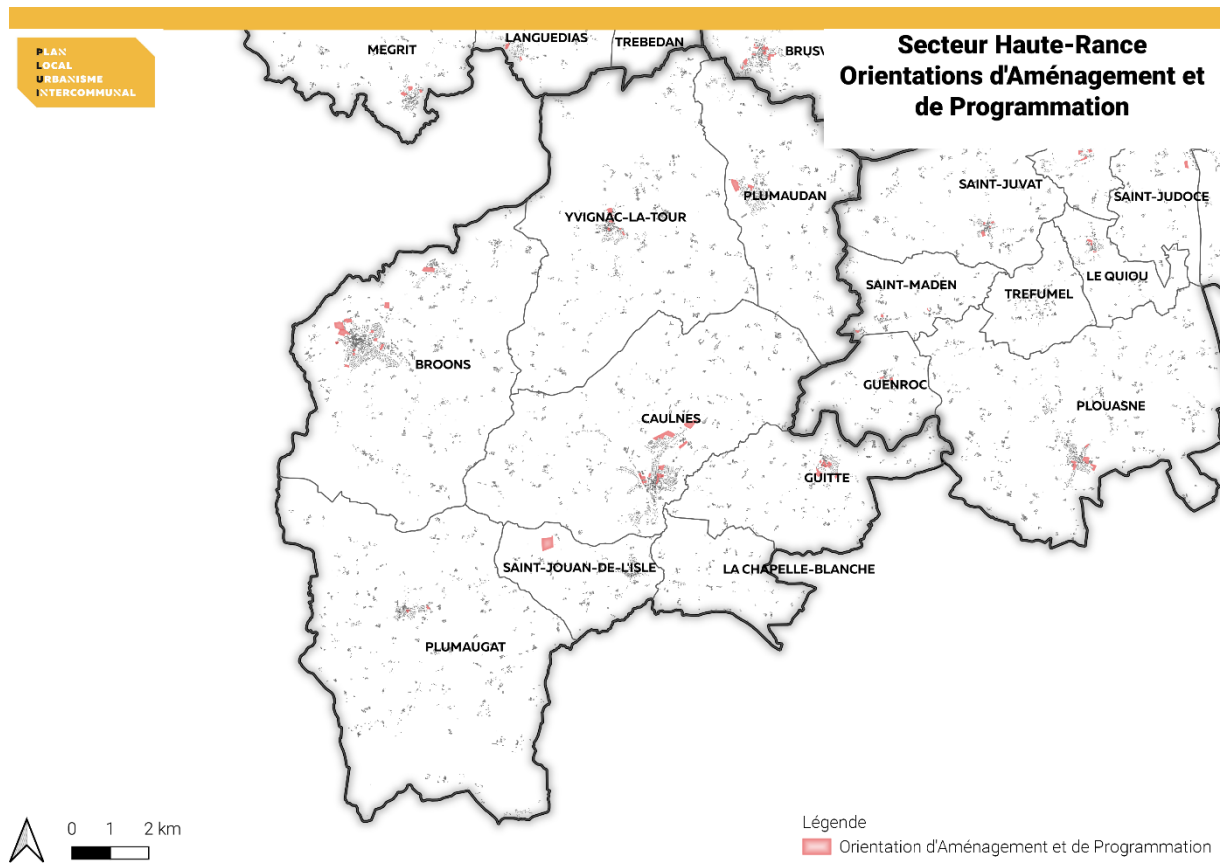 PLAN
LOCAL
URBANISME
INTERCOMMUNAL
Secteur Haute-Rance
Orientations d'Aménagement et
de Programmation
MEGRIT
LANGUEDIAS
TREBEDAN
BRUSV
YVIGNAC-LA-TOUR
PLUMAUDAN
SAINT-JUVAT
SAINT-JUDOCE
SAINT-MADEN
TREFUMEL
LE QUIOU
BROONS
GUENROC
PLOUASNE
CAULNES
GUITTE
SAINT-JOUAN-DE-L'ISLE
LA CHAPELLE-BLANCHE
PLUMAUGAT
0 1 2 km
Légende
Orientation d'Aménagement et de Programmation